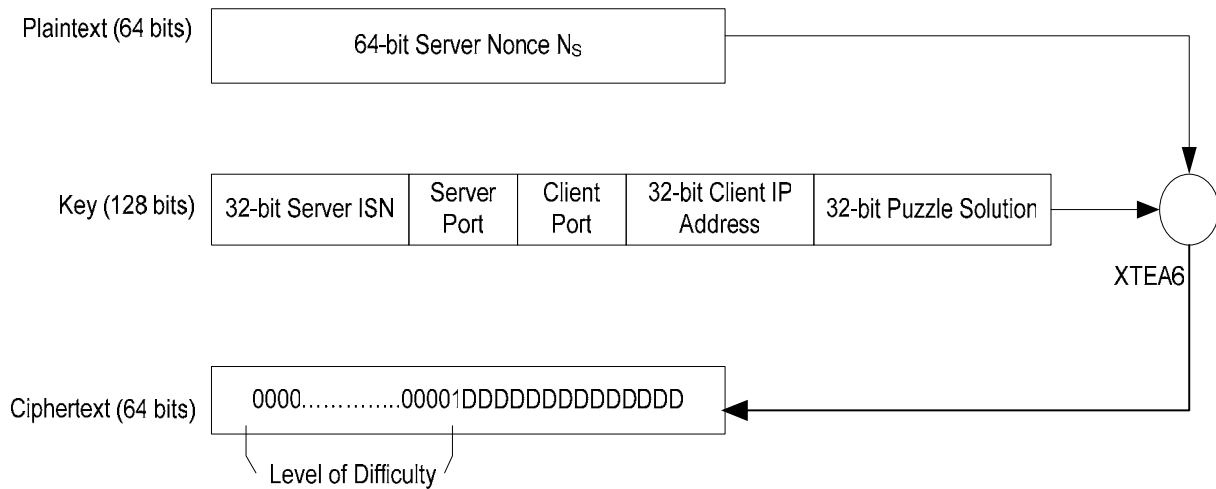 Plaintext (64 bits)
64-bit Server Nonce Ns
Key (128 bits)
32-bit Server ISN
Server
Port
Client
Port
32-bit Client IP
Address
32-bit Puzzle Solution
XTEA6
Ciphertext (64 bits)
0000..............00001DDDDDDDDDDDDDD
Level of Difficulty